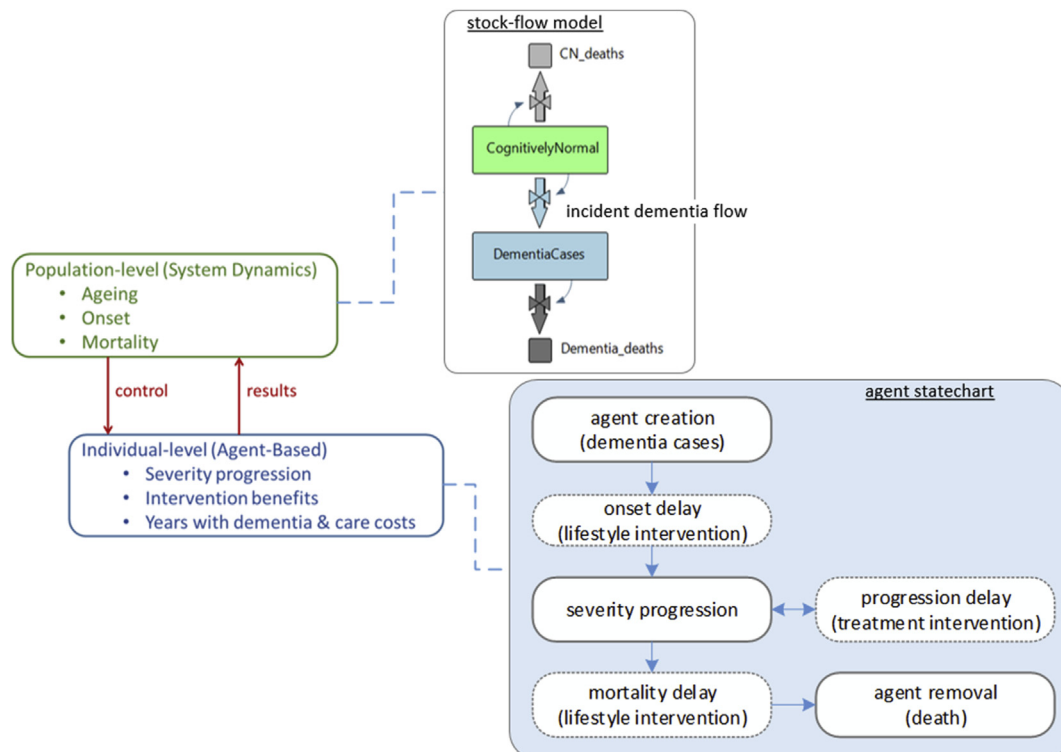 stock-flow model
CN_deaths
CognitivelyNormal
incident dementia flow
DementiaCases
Dementia_deaths
Population-level (System Dynamics)
• Ageing
• Onset
• Mortality
control
results
Individual-level (Agent-Based)
• Severity progression
• Intervention benefits
• Years with dementia & care costs
agent statechart
agent creation
(dementia cases)
onset delay
(lifestyle intervention)
severity progression
progression delay
(treatment intervention)
mortality delay
(lifestyle intervention)
agent removal
(death)